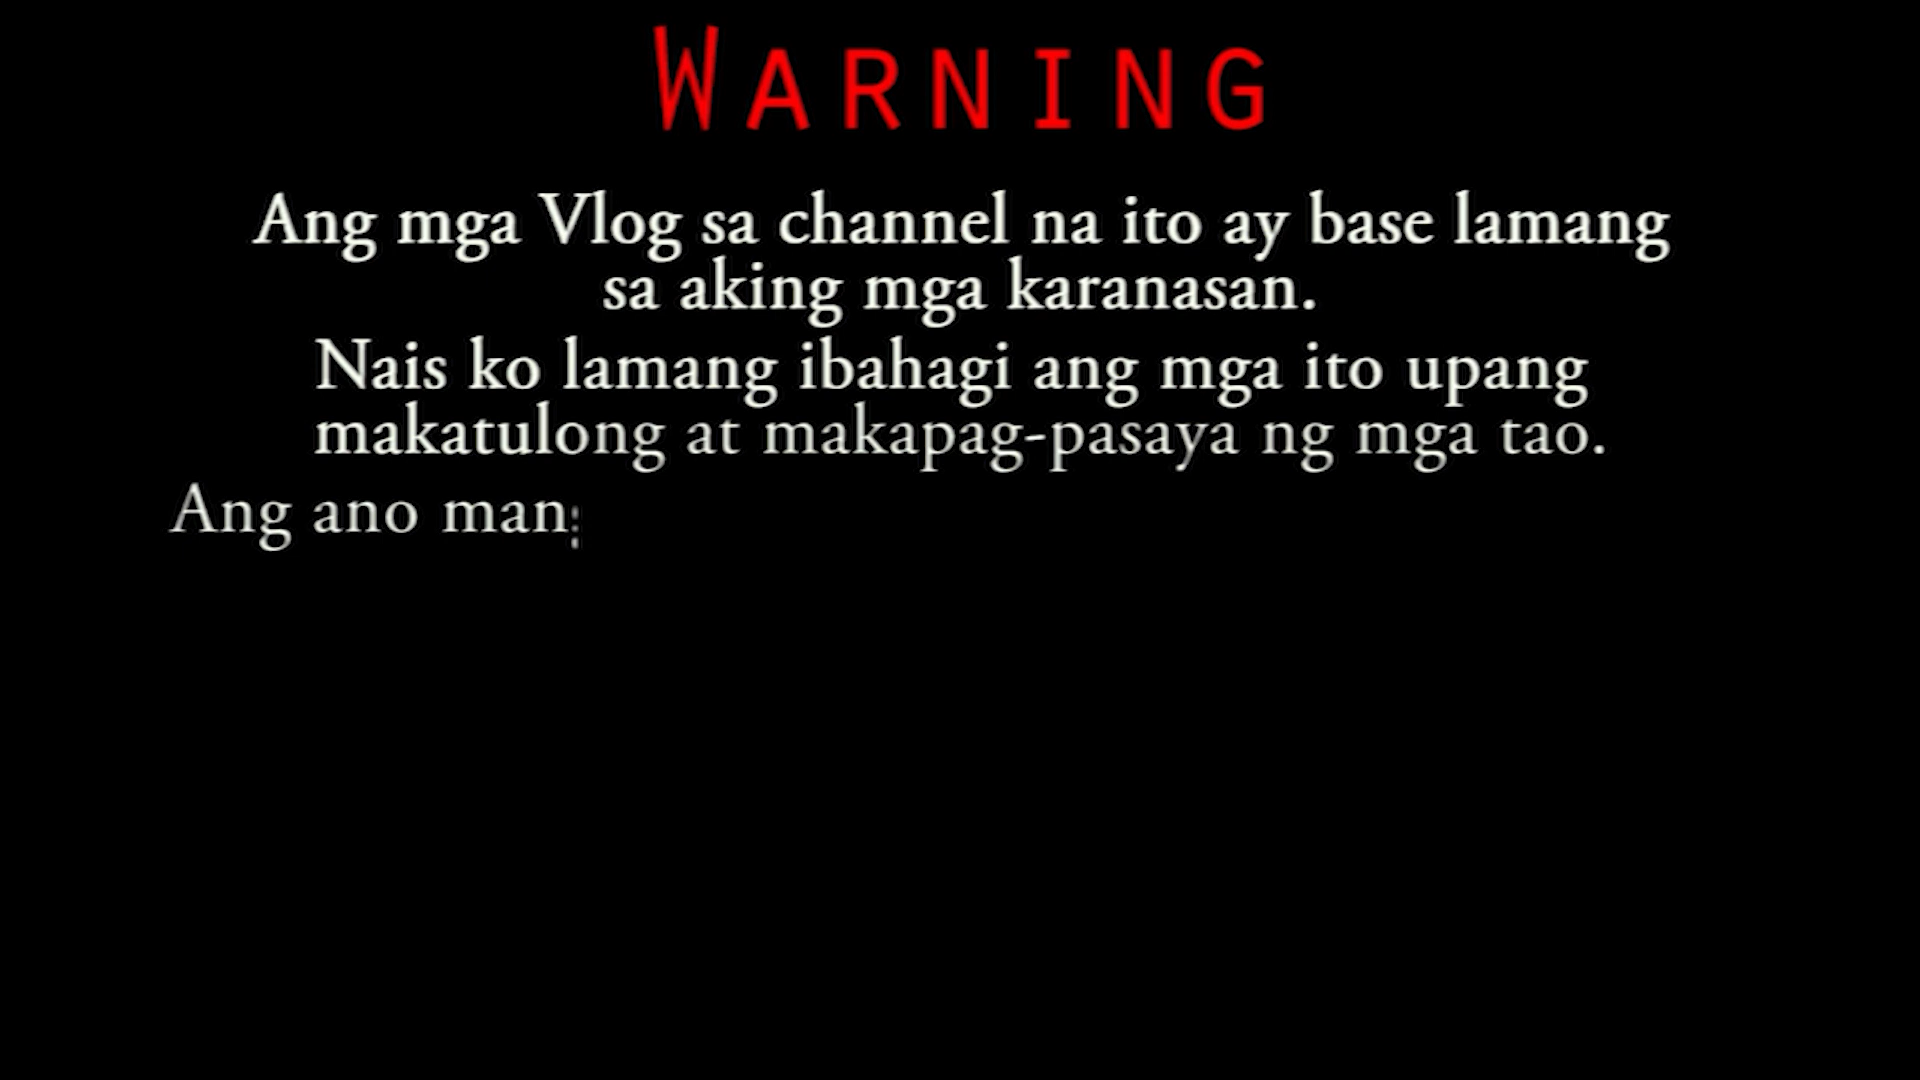 WARNING
Ang mga Vlog sa channel na ito ay base lamang
sa aking mga karanasan.
Nais ko lamang ibahagi ang mga ito upang
makatulong at makapag-pasaya ng mga tao.
Ang ano man